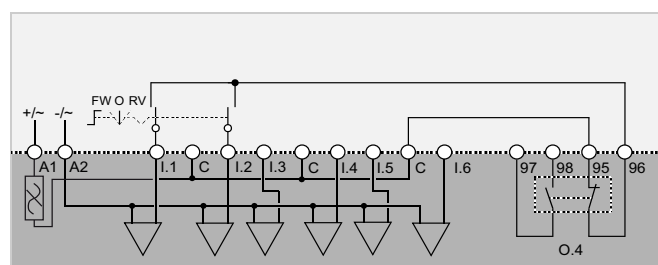 FW O RV
+/~ -/~
A1 A2 I.1 C I.2 I.3 C I.4 I.5 C I.6 97 98 95 96
O.4